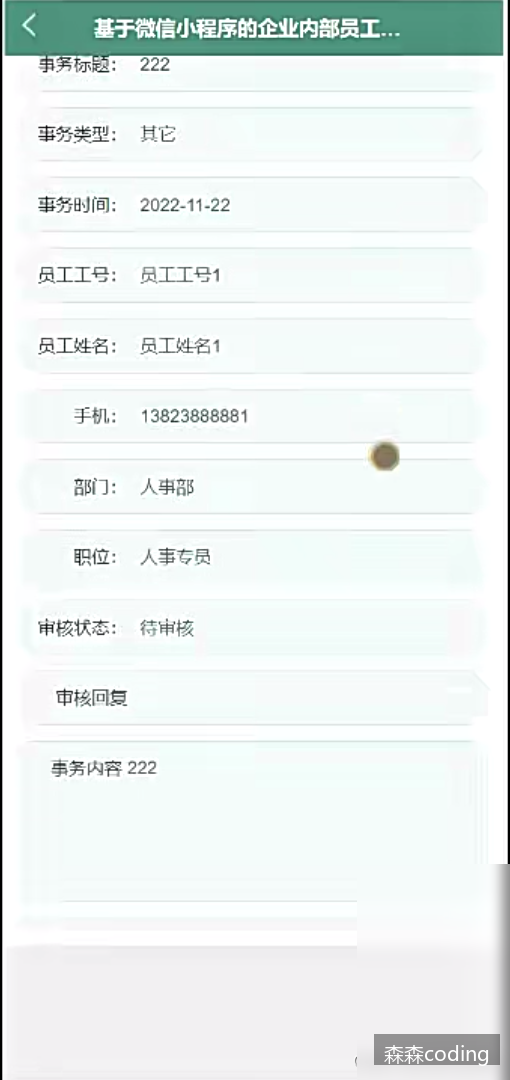 基于微信小程序的企业内部员工...
事务标题： 222
事务类型： 其它
事务时间： 2022-11-22
员工工号： 员工工号1
员工姓名： 员工姓名1
手机： 13823888881
部门： 人事部
职位： 人事专员
审核状态： 待审核
审核回复
事务内容 222
森森coding